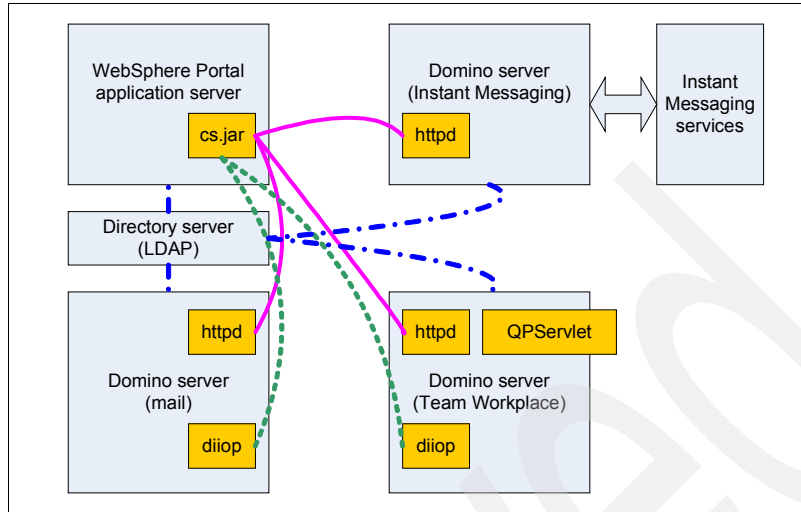 WebSphere Portal
application server
cs.jar
Domino server
(Instant Messaging)
httpd
Instant
Messaging
services
Directory server
(LDAP)
httpd
Domino server
(mail)
diiop
httpd
QPServlet
Domino server
(Team Workplace)
diiop